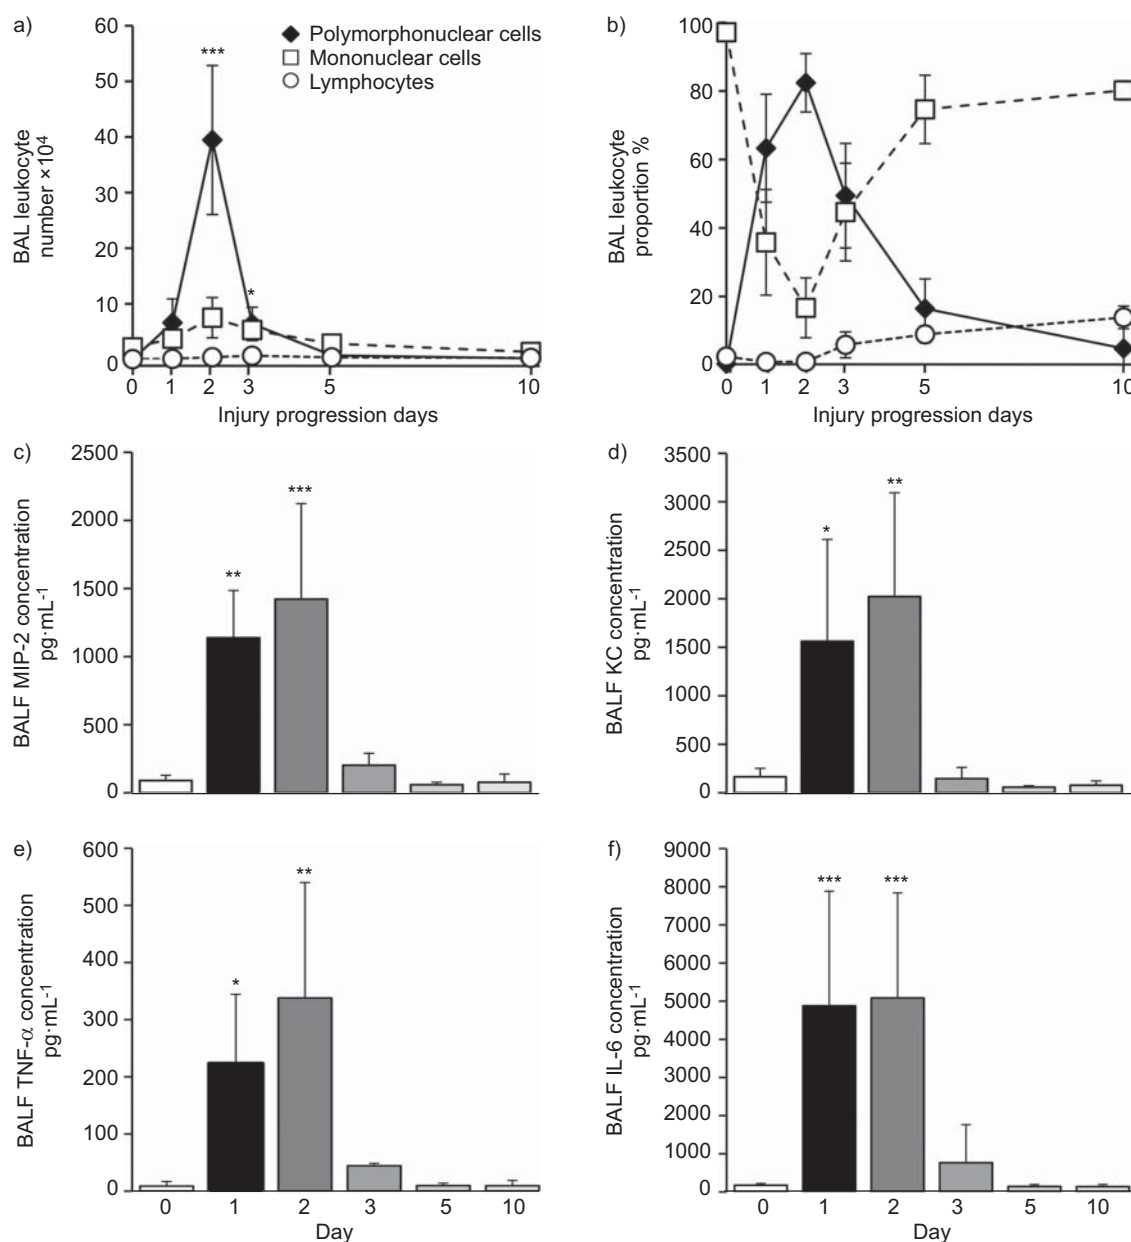 a)
60
50
40
30
20
10
0
BAL leukocyte
number ×10⁴
***
*
Polymorphonuclear cells
Mononuclear cells
Lymphocytes
0 1 2 3 5 10
Injury progression days
b)
100
80
60
40
20
0
BAL leukocyte
proportion %
0 1 2 3 5 10
Injury progression days
c)
2500
2000
1500
1000
500
0
BALF MIP-2 concentration
pg·mL⁻¹
**
***
d)
3500
3000
2500
2000
1500
1000
500
0
BALF KC concentration
pg·mL⁻¹
*
**
e)
600
500
400
300
200
100
0
BALF TNF-α concentration
pg·mL⁻¹
*
**
0 1 2 3 5 10
Day
f)
9000
8000
7000
6000
5000
4000
3000
2000
1000
0
BALF IL-6 concentration
pg·mL⁻¹
***
***
0 1 2 3 5 10
Day